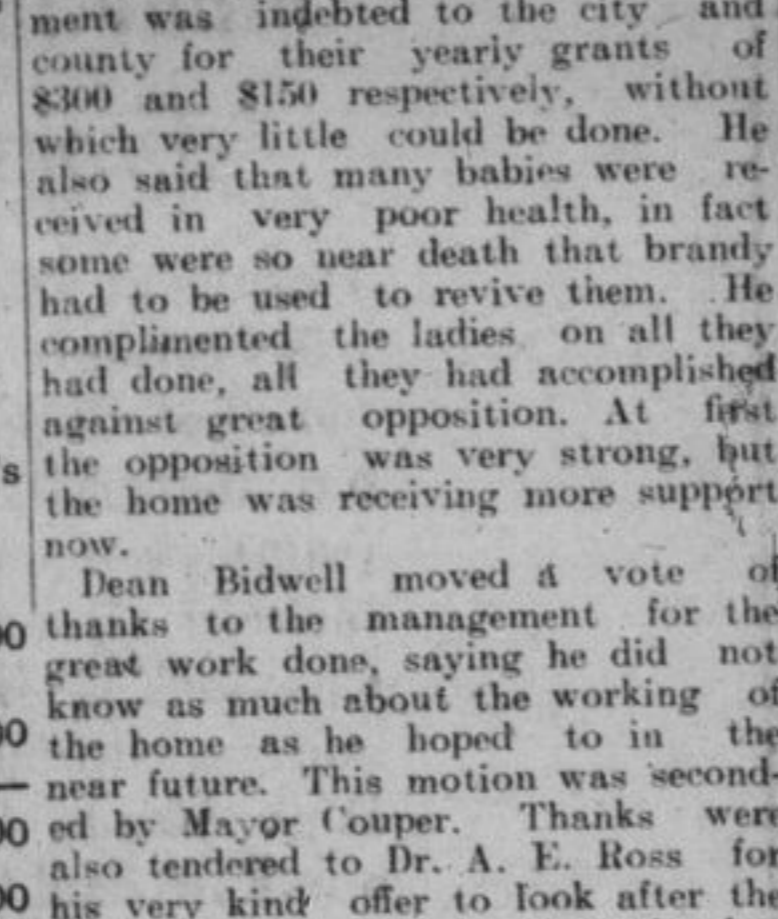 ment was indebted to the city and
county for their yearly grants of
$300 and $150 respectively, without
which very little could be done. He
also said that many babies were re-
ceived in very poor health, in fact
some were so near death that brandy
had to be used to revive them. He
complimented the ladies on all they
had done, all they had accomplished
against great opposition. At first
the opposition was very strong, but
the home was receiving more support
now.
Dean Bidwell moved a vote of
thanks to the management for the
great work done, saying he did not
know as much about the working of
the home as he hoped to in the
near future. This motion was second-
ed by Mayor Couper. Thanks were
also tendered to Dr. A. E. Ross for
his very kind offer to look after the